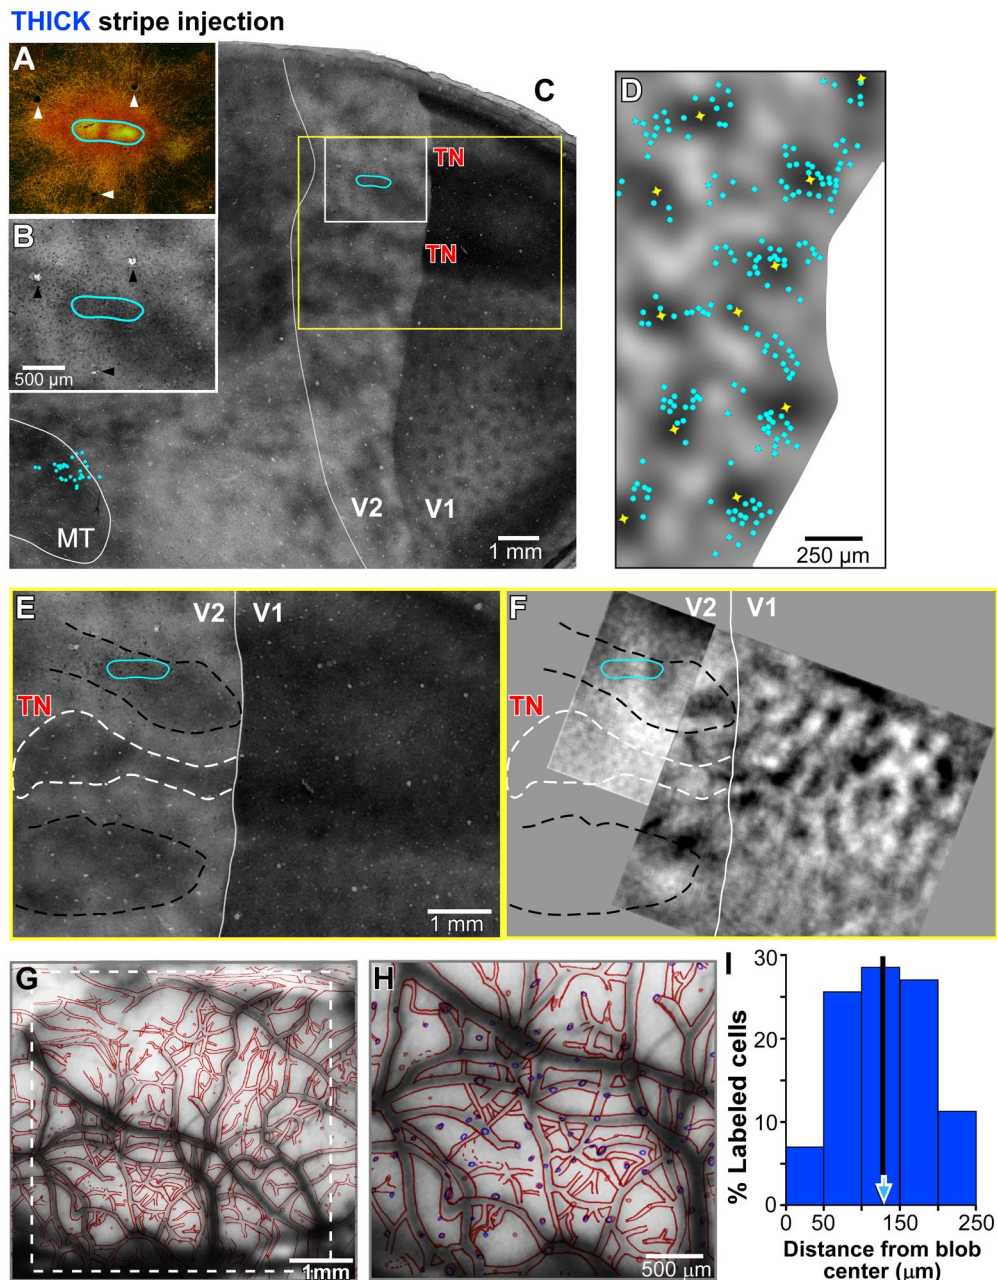 THICK stripe injection
A
B
500 µm
C
TN
TN
V2
V1
MT
1 mm
D
250 µm
E
V2
V1
TN
1 mm
F
V2
V1
TN
G
1mm
H
500 µm
I
% Labeled cells
30
20
10
0
0
50
150
250
Distance from blob
center (µm)